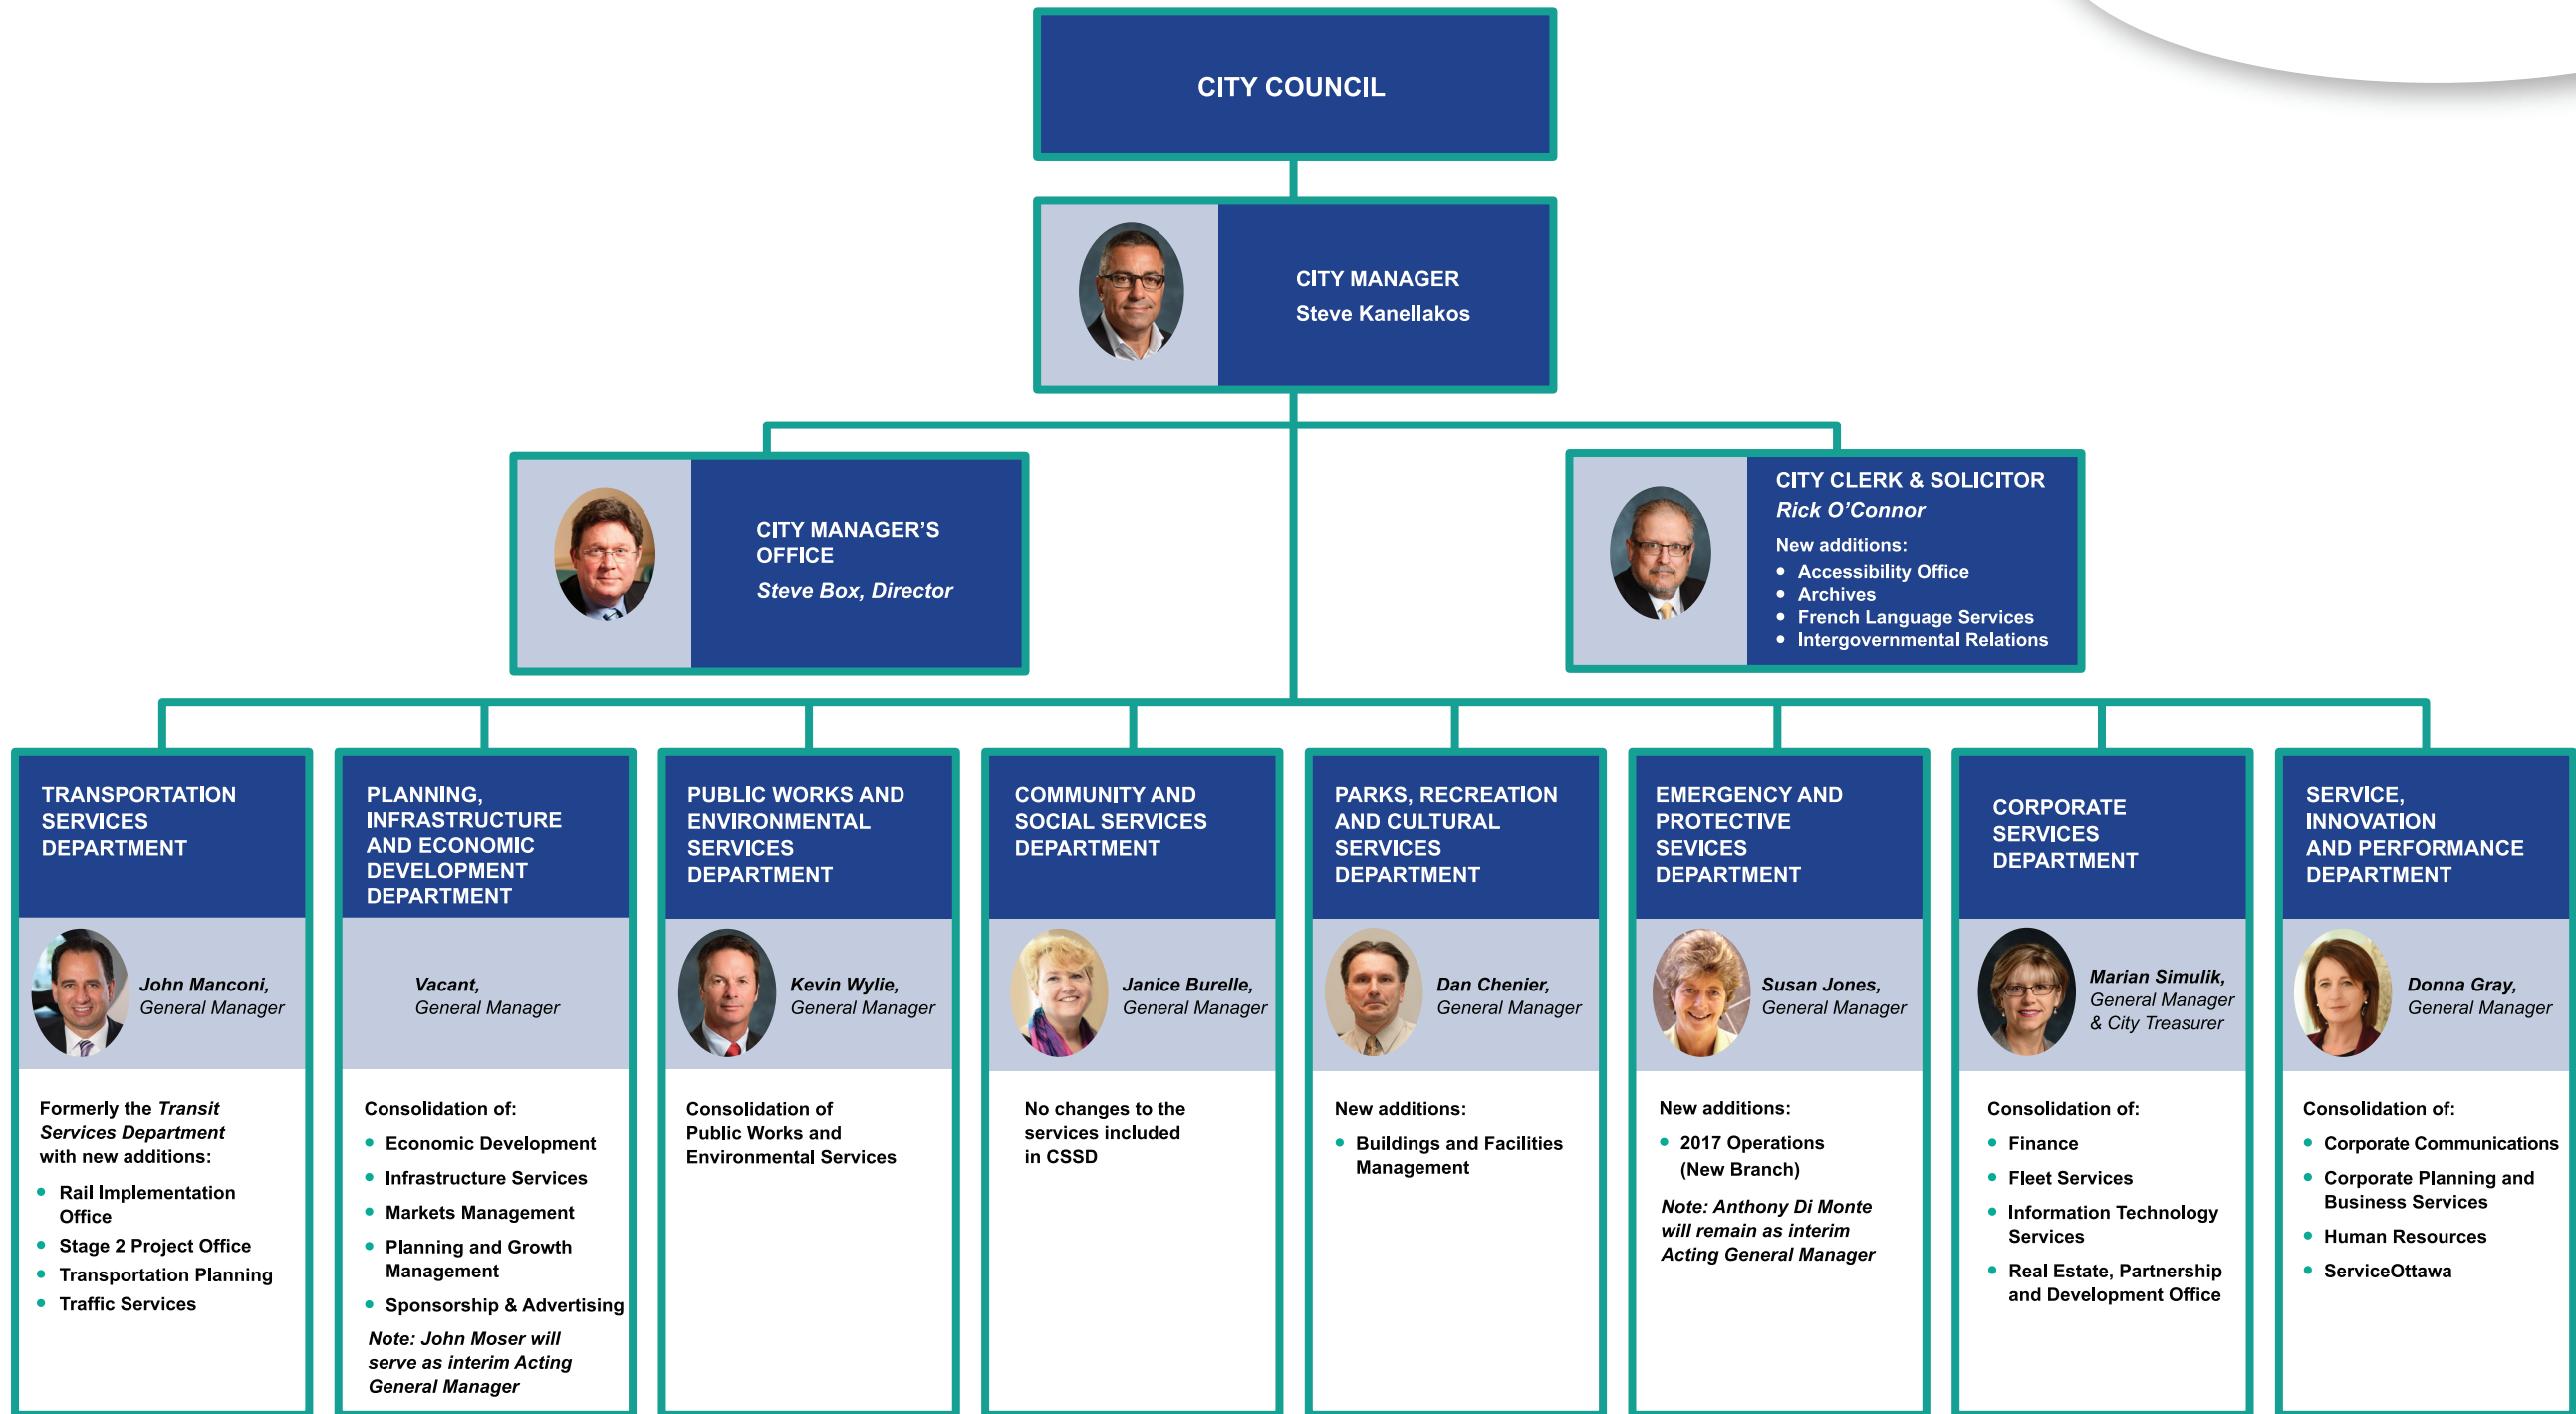 CITY COUNCIL
CITY MANAGER
Steve Kanellakos
CITY MANAGER'S
OFFICE
Steve Box, Director
CITY CLERK & SOLICITOR
Rick O'Connor
New additions:
• Accessibility Office
• Archives
• French Language Services
• Intergovernmental Relations
TRANSPORTATION
SERVICES
DEPARTMENT
John Manconi,
General Manager
Formerly the Transit
Services Department
with new additions:
• Rail Implementation
Office
• Stage 2 Project Office
• Transportation Planning
• Traffic Services
PLANNING,
INFRASTRUCTURE
AND ECONOMIC
DEVELOPMENT
DEPARTMENT
Vacant,
General Manager
Consolidation of:
• Economic Development
• Infrastructure Services
• Markets Management
• Planning and Growth
Management
• Sponsorship & Advertising
Note: John Moser will
serve as interim Acting
General Manager
PUBLIC WORKS AND
ENVIRONMENTAL
SERVICES
DEPARTMENT
Kevin Wylie,
General Manager
Consolidation of
Public Works and
Environmental Services
COMMUNITY AND
SOCIAL SERVICES
DEPARTMENT
Janice Burelle,
General Manager
No changes to the
services included
in CSSD
PARKS, RECREATION
AND CULTURAL
SERVICES
DEPARTMENT
Dan Chenier,
General Manager
New additions:
• Buildings and Facilities
Management
EMERGENCY AND
PROTECTIVE
SEVICES
DEPARTMENT
Susan Jones,
General Manager
New additions:
• 2017 Operations
(New Branch)
Note: Anthony Di Monte
will remain as interim
Acting General Manager
CORPORATE
SERVICES
DEPARTMENT
Marian Simulik,
General Manager
& City Treasurer
Consolidation of:
• Finance
• Fleet Services
• Information Technology
Services
• Real Estate, Partnership
and Development Office
SERVICE,
INNOVATION
AND PERFORMANCE
DEPARTMENT
Donna Gray,
General Manager
Consolidation of:
• Corporate Communications
• Corporate Planning and
Business Services
• Human Resources
• ServiceOttawa